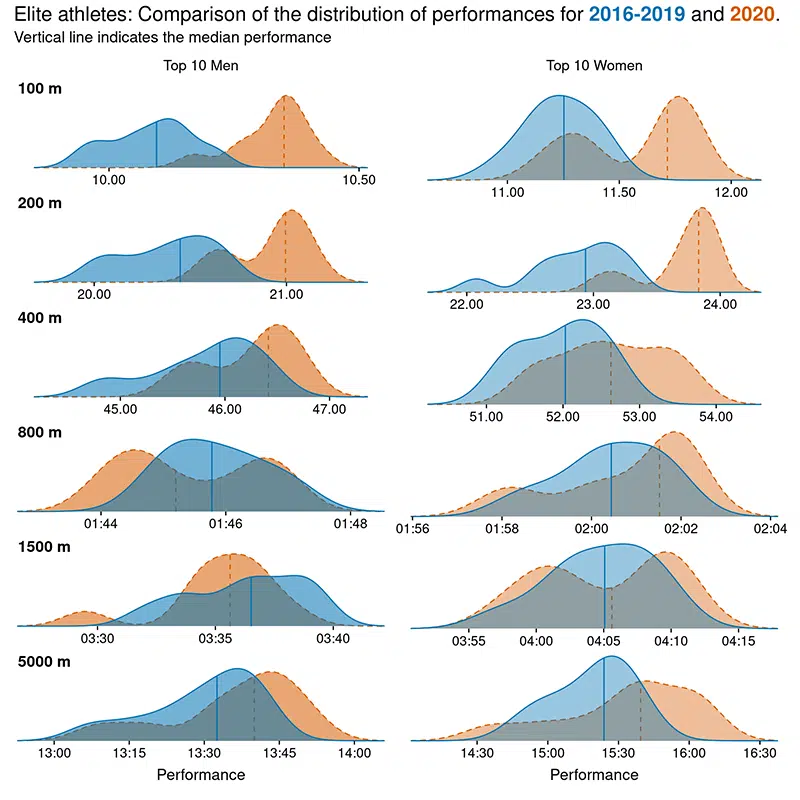 Elite athletes: Comparison of the distribution of performances for 2016-2019 and 2020.
Vertical line indicates the median performance
Top 10 Men Top 10 Women
100 m
10.00 10.50 11.00 11.50 12.00
200 m
20.00 21.00 22.00 23.00 24.00
400 m
45.00 46.00 47.00 51.00 52.00 53.00 54.00
800 m
01:44 01:46 01:48 01:56 01:58 02:00 02:02 02:04
1500 m
03:30 03:35 03:40 03:55 04:00 04:05 04:10 04:15
5000 m
13:00 13:15 13:30 13:45 14:00 14:30 15:00 15:30 16:00 16:30
Performance Performance